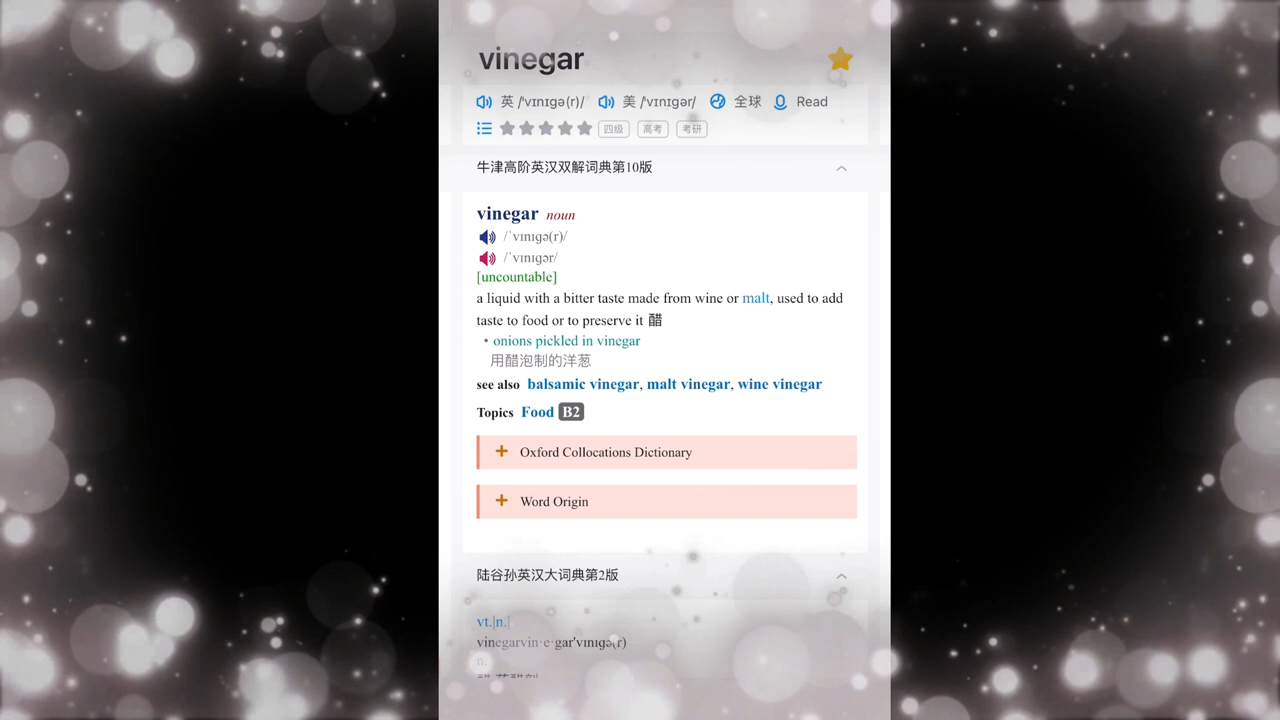 vinegar
英 /'vɪnɪgə(r)/ 美 /'vɪnɪgər/ 全球 Read
四级 高考 考研
牛津高阶英汉双解词典第10版
vinegar noun
/ˈvɪnɪɡə(r)/
/ˈvɪnɪɡər/
[uncountable]
a liquid with a bitter taste made from wine or malt, used to add
taste to food or to preserve it 醋
• onions pickled in vinegar
用醋泡制的洋葱
see also balsamic vinegar, malt vinegar, wine vinegar
Topics Food B2
+ Oxford Collocations Dictionary
+ Word Origin
陆谷孙英汉大词典第2版
vt.|n.|
vinegarvin·e·gar'vɪnɪgə(r)
n.